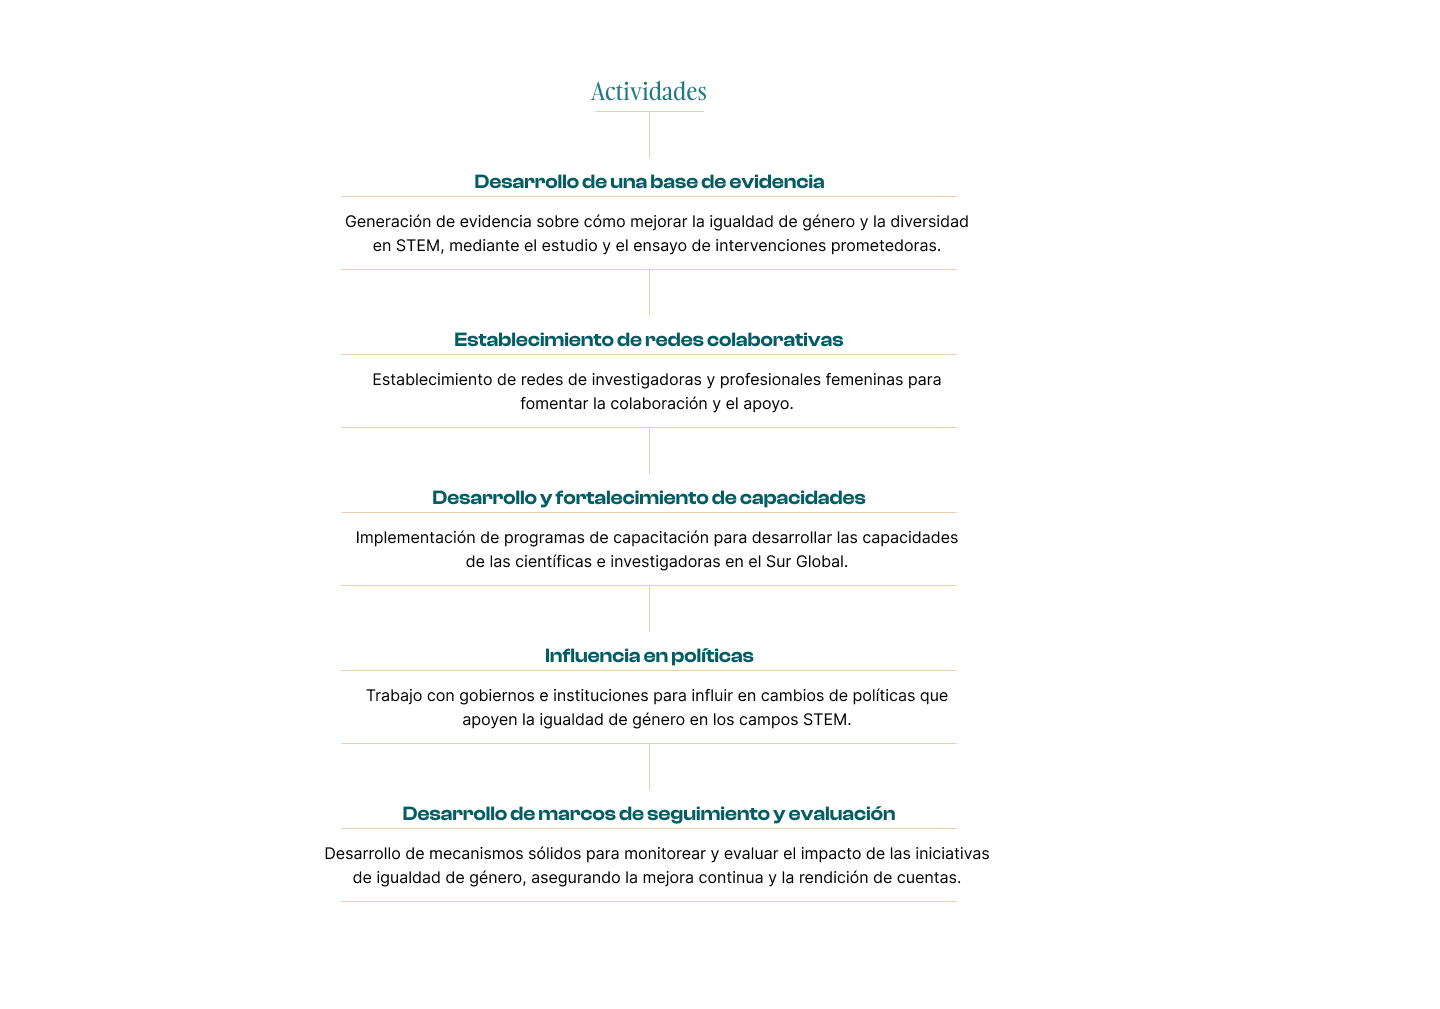 Actividades
Desarrollo de una base de evidencia
Generación de evidencia sobre cómo mejorar la igualdad de género y la diversidad
en STEM, mediante el estudio y el ensayo de intervenciones prometedoras.
Establecimiento de redes colaborativas
Establecimiento de redes de investigadoras y profesionales femeninas para
fomentar la colaboración y el apoyo.
Desarrollo y fortalecimiento de capacidades
Implementación de programas de capacitación para desarrollar las capacidades
de las científicas e investigadoras en el Sur Global.
Influencia en políticas
Trabajo con gobiernos e instituciones para influir en cambios de políticas que
apoyen la igualdad de género en los campos STEM.
Desarrollo de marcos de seguimiento y evaluación
Desarrollo de mecanismos sólidos para monitorear y evaluar el impacto de las iniciativas
de igualdad de género, asegurando la mejora continua y la rendición de cuentas.